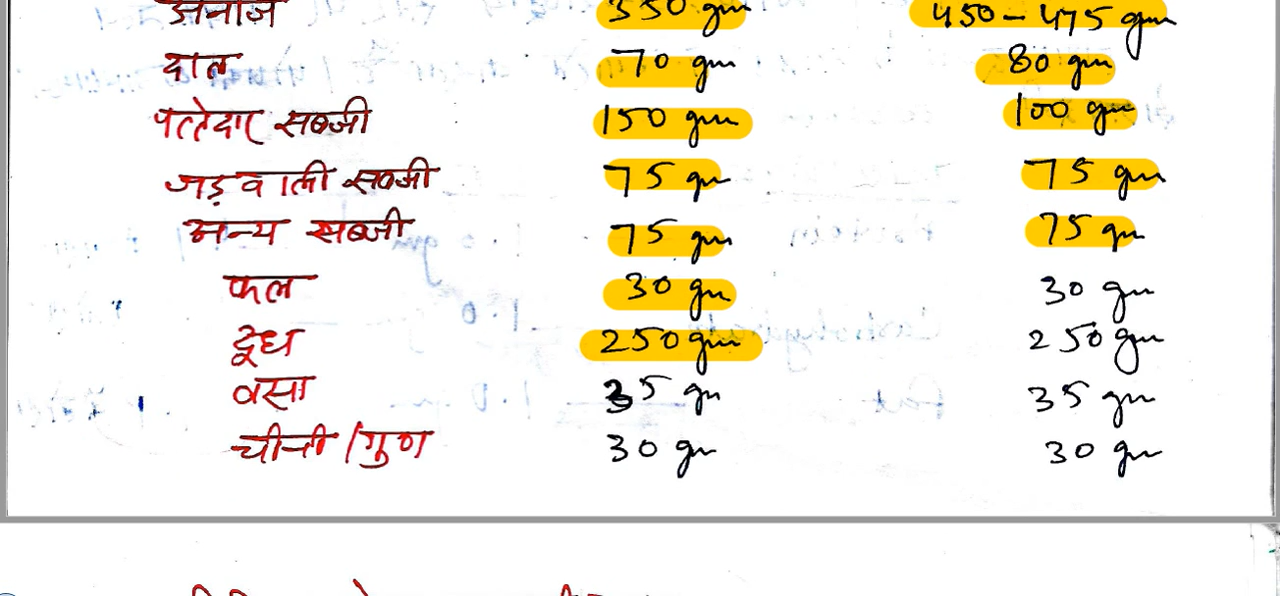 अनाज 350 gm 450-475 gm
दाल 70 gm 80 gm
पत्तेदार सब्जी 150 gm 100 gm
जड़ वाली सब्जी 75 gm 75 gm
अन्य सब्जी 75 gm 75 gm
फल 30 gm 30 gm
दूध 250 gm 250 gm
वसा 35 gm 35 gm
चीनी/गुण 30 gm 30 gm